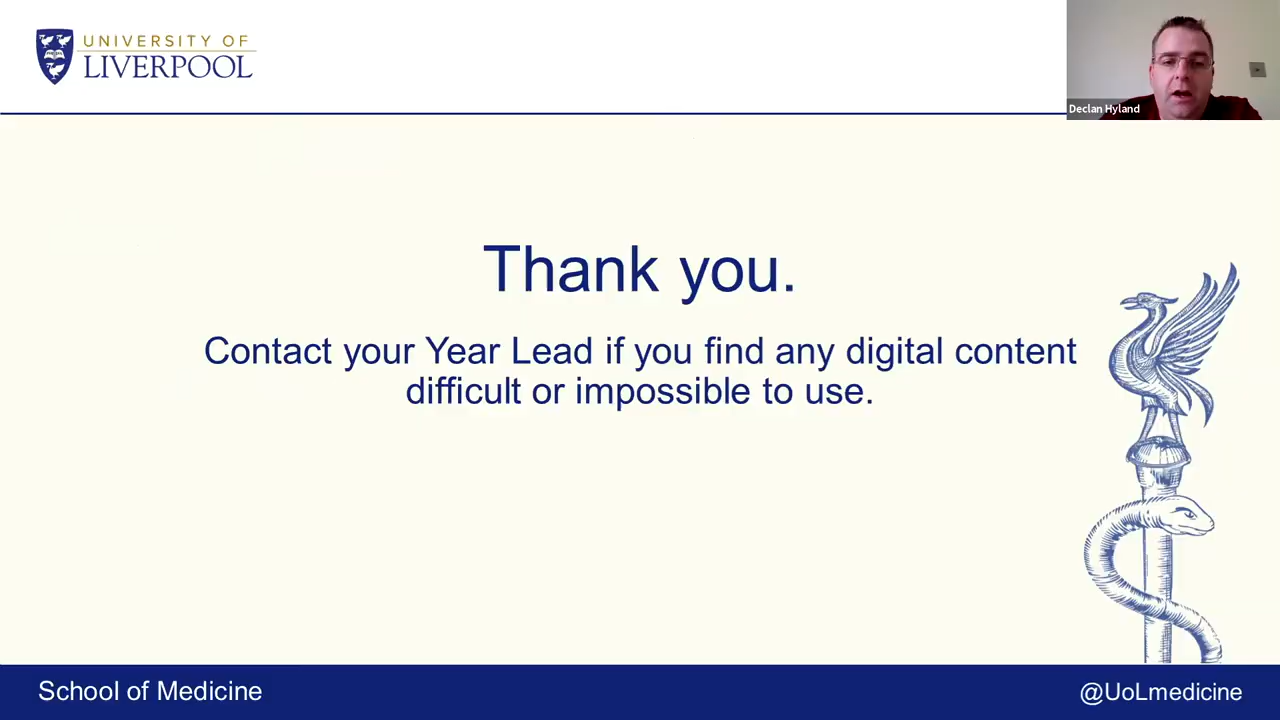 UNIVERSITY OF
LIVERPOOL
Declan Hyland
Thank you.
Contact your Year Lead if you find any digital content
difficult or impossible to use.
School of Medicine
@UoLmedicine